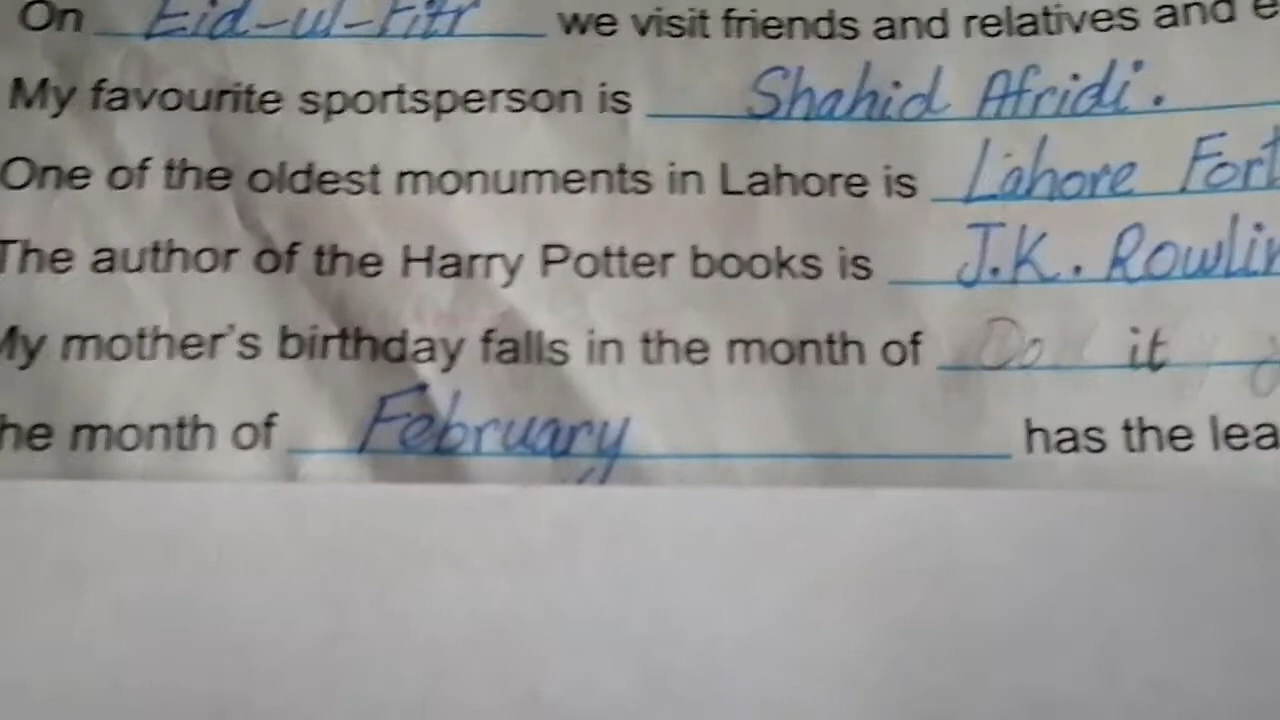 On Eid-ul-Fitr we visit friends and relatives and e
My favourite sportsperson is Shahid Afridi.
One of the oldest monuments in Lahore is Lahore Fort
The author of the Harry Potter books is J.K. Rowlin
My mother's birthday falls in the month of Do it
he month of February has the lea